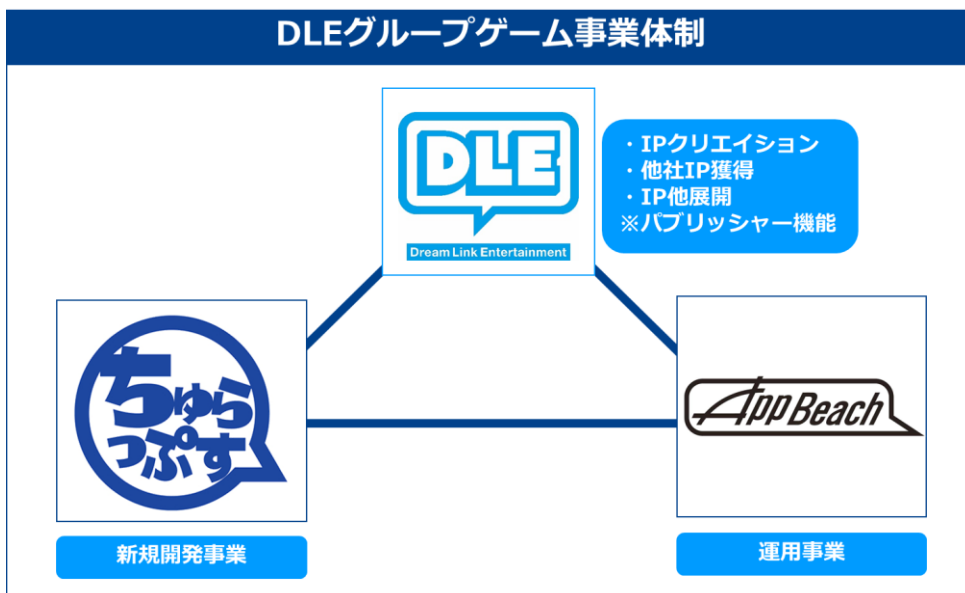 DLEグループゲーム事業体制
DLE
Dream Link Entertainment
・IPクリエイション
・他社IP獲得
・IP他展開
※パブリッシャー機能
ちゅら
っぷす
App Beach
新規開発事業
運用事業